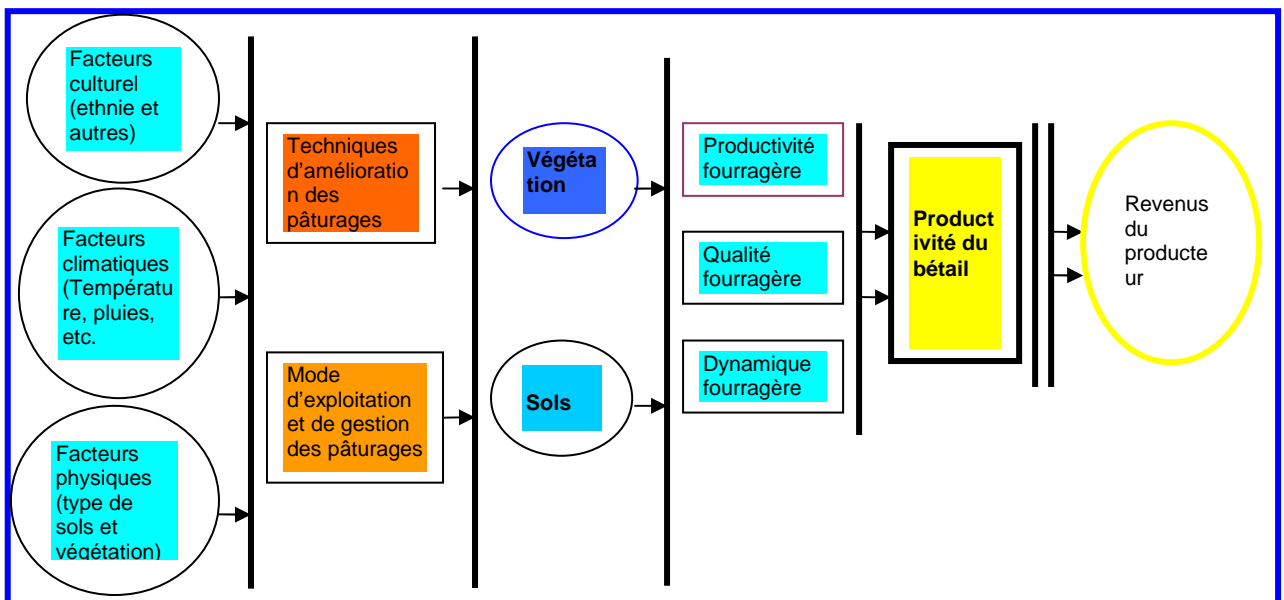 Facteurs
culturel
(ethnie et
autres)
Facteurs
climatiques
(Températu
re, pluies,
etc.
Facteurs
physiques
(type de
sols et
végétation)
Techniques
d'amélioratio
n des
pâturages
Mode
d'exploitation
et de gestion
des pâturages
Végéta
tion
Sols
Productivité
fourragère
Qualité
fourragère
Dynamique
fourragère
Product
ivité du
bétail
Revenus
du
producte
ur